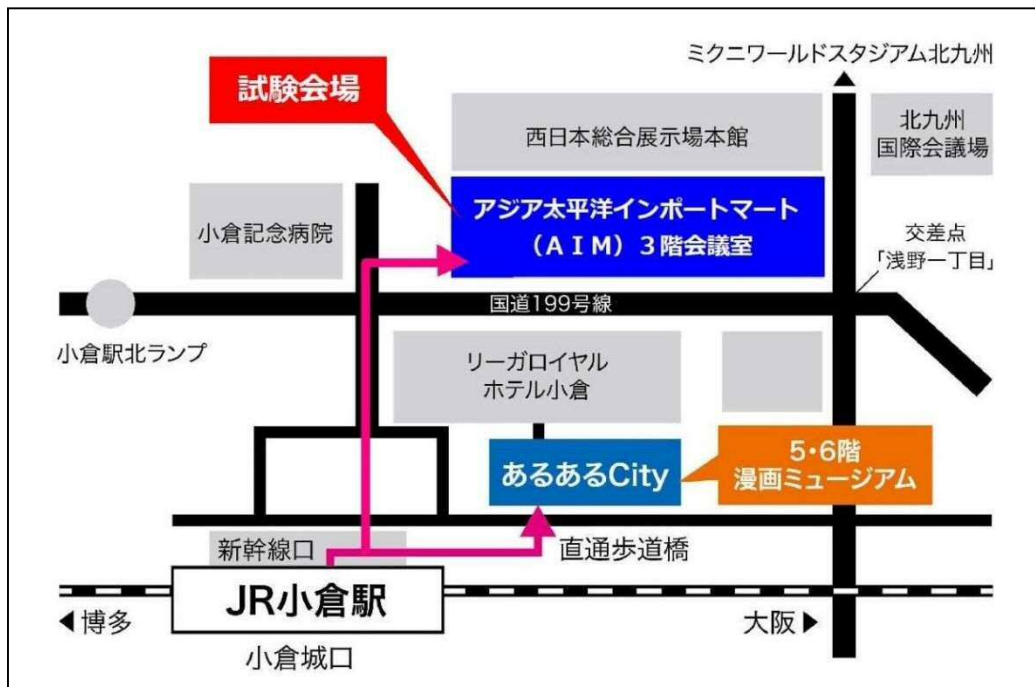 ミクニワールドスタジアム北九州
試験会場
西日本総合展示場本館
北九州
国際会議場
アジア太平洋インポートマート
(AIM)3階会議室
小倉記念病院
交差点
「浅野一丁目」
国道199号線
小倉駅北ランプ
リーガロイヤル
ホテル小倉
あるあるCity
5・6階
漫画ミュージアム
新幹線口
直通歩道橋
JR小倉駅
◀博多
大阪▶
小倉城口